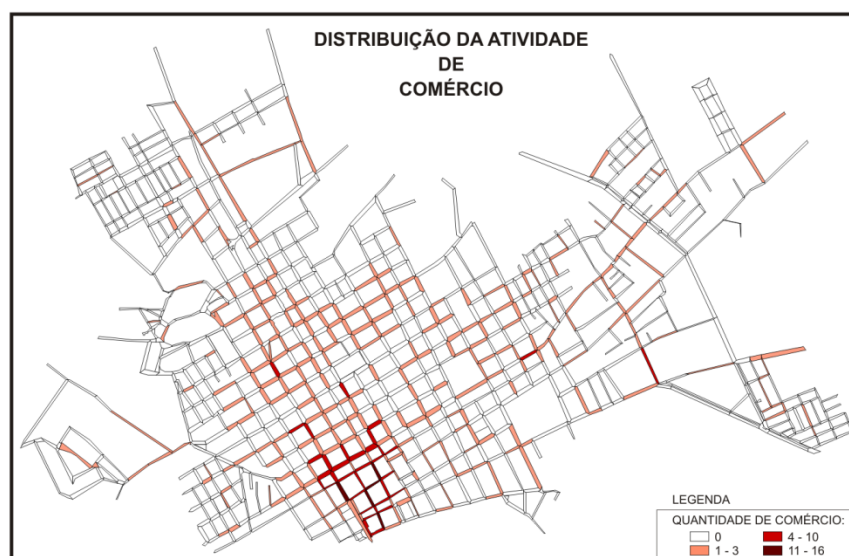 DISTRIBUIÇÃO DA ATIVIDADE
DE
COMÉRCIO
LEGENDA
QUANTIDADE DE COMÉRCIO:
0
4 - 10
1 - 3
11 - 16